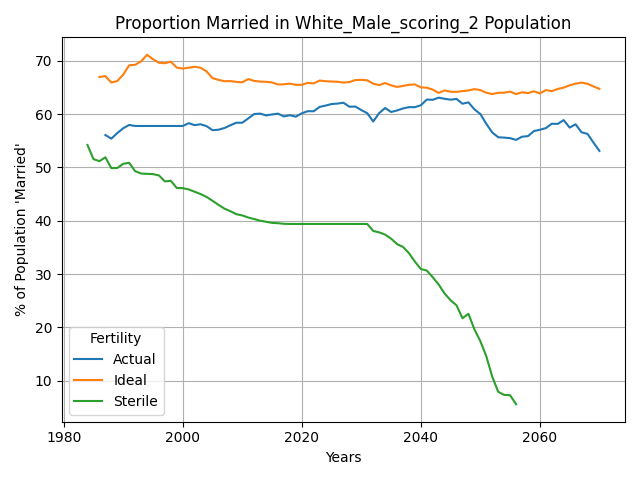 Proportion Married in White_Male_scoring_2 Population
% of Population 'Married'
70
60
50
40
30
20
10
Fertility
Actual
Ideal
Sterile
1980
2000
2020
2040
2060
Years